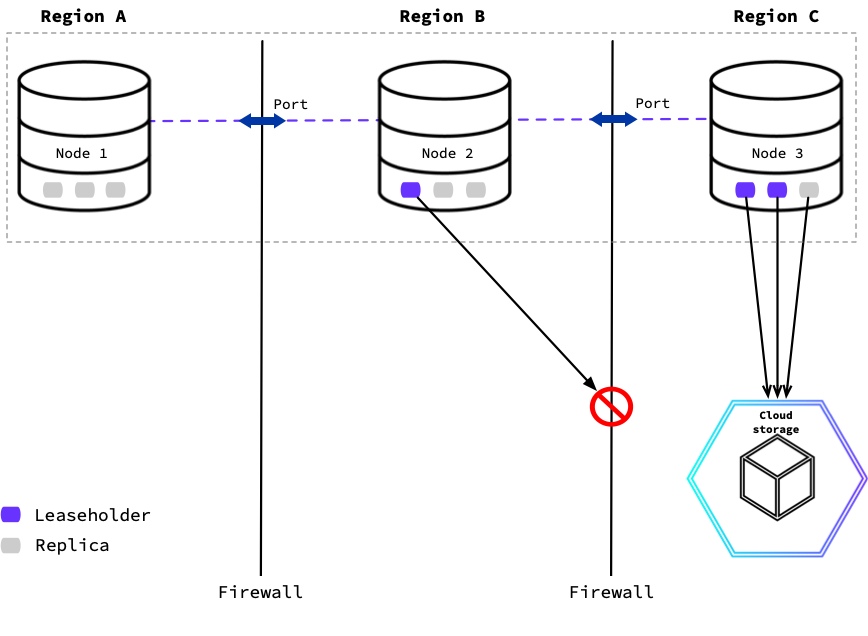 Region A
Region B
Region C
Port
Port
Node 1
Node 2
Node 3
Cloud
storage
Leaseholder
Replica
Firewall
Firewall